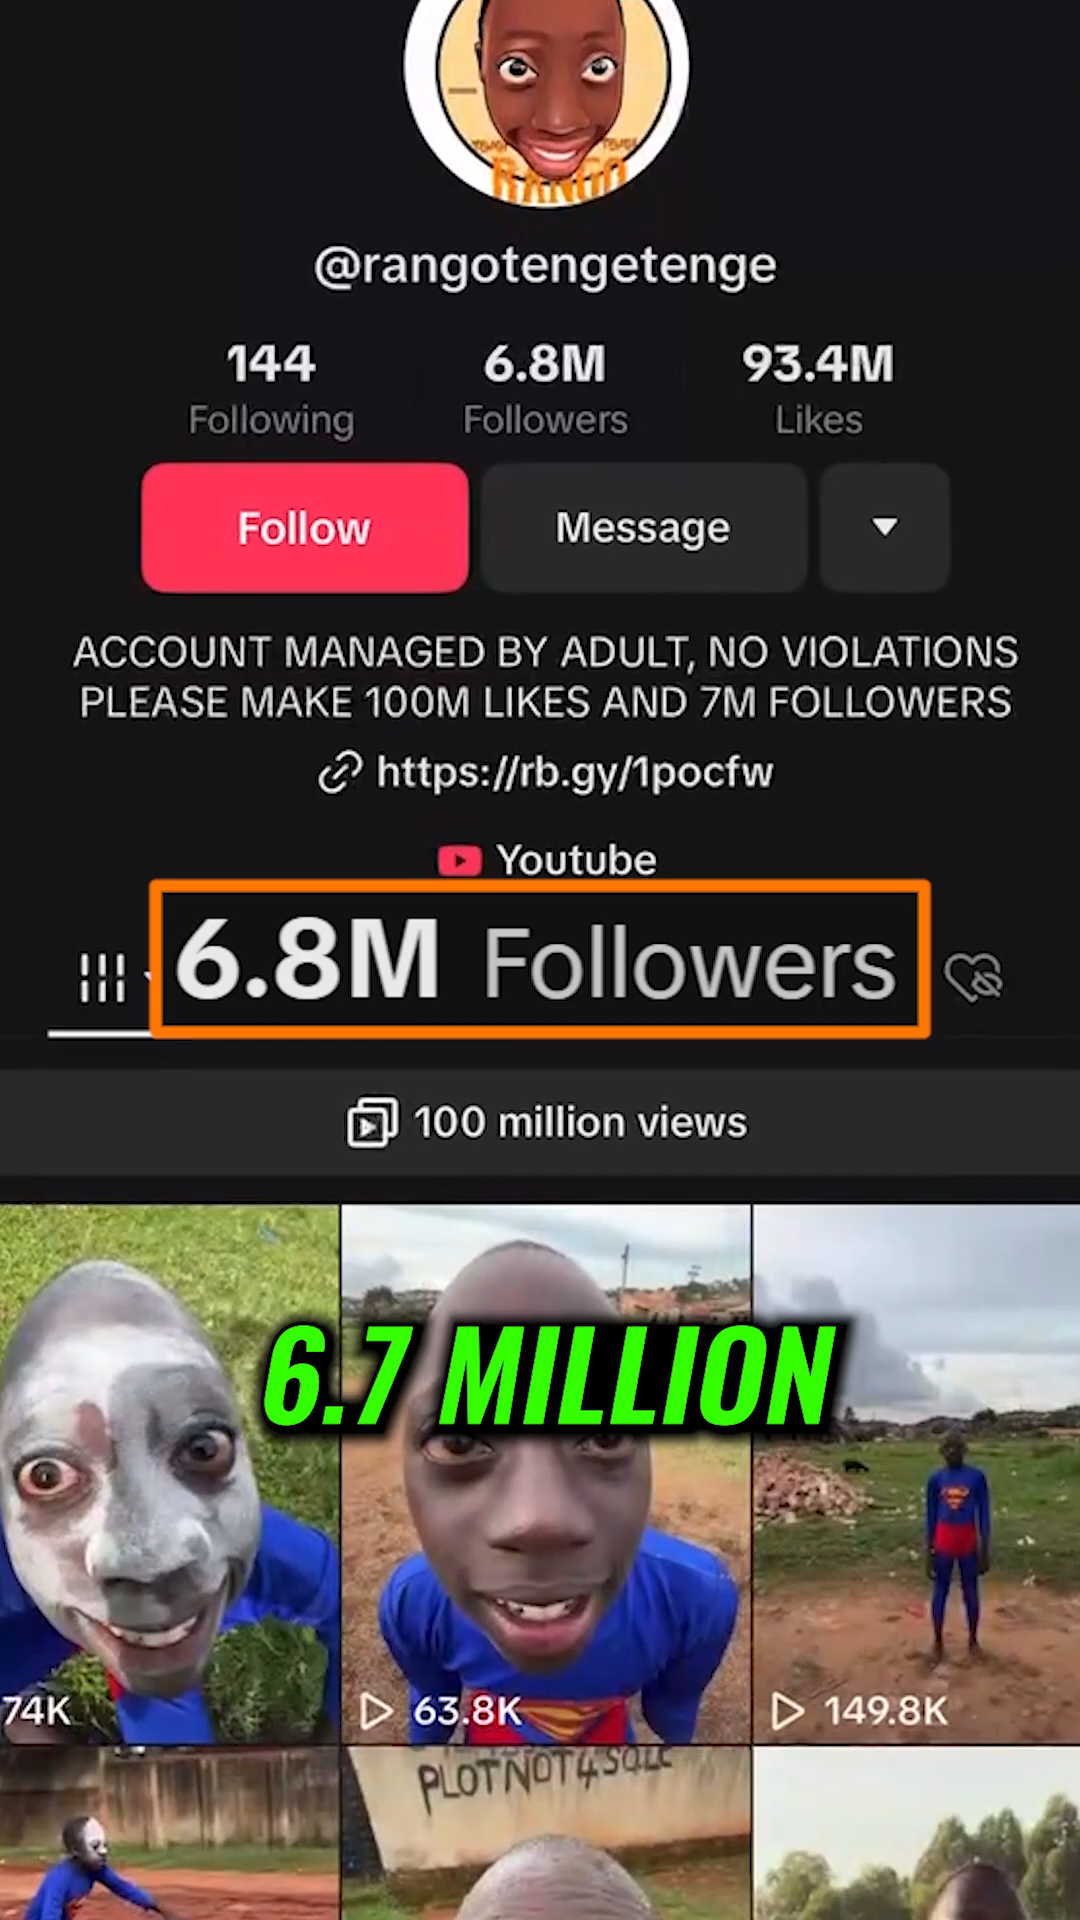 RANGO
@rangotengetenge
144
Following
6.8M
Followers
93.4M
Likes
Follow
Message
ACCOUNT MANAGED BY ADULT, NO VIOLATIONS
PLEASE MAKE 100M LIKES AND 7M FOLLOWERS
https://rb.gy/1pocfw
Youtube
6.8M Followers
100 million views
6.7 MILLION
74K
63.8K
149.8K
PLOT NOT 4 SALE